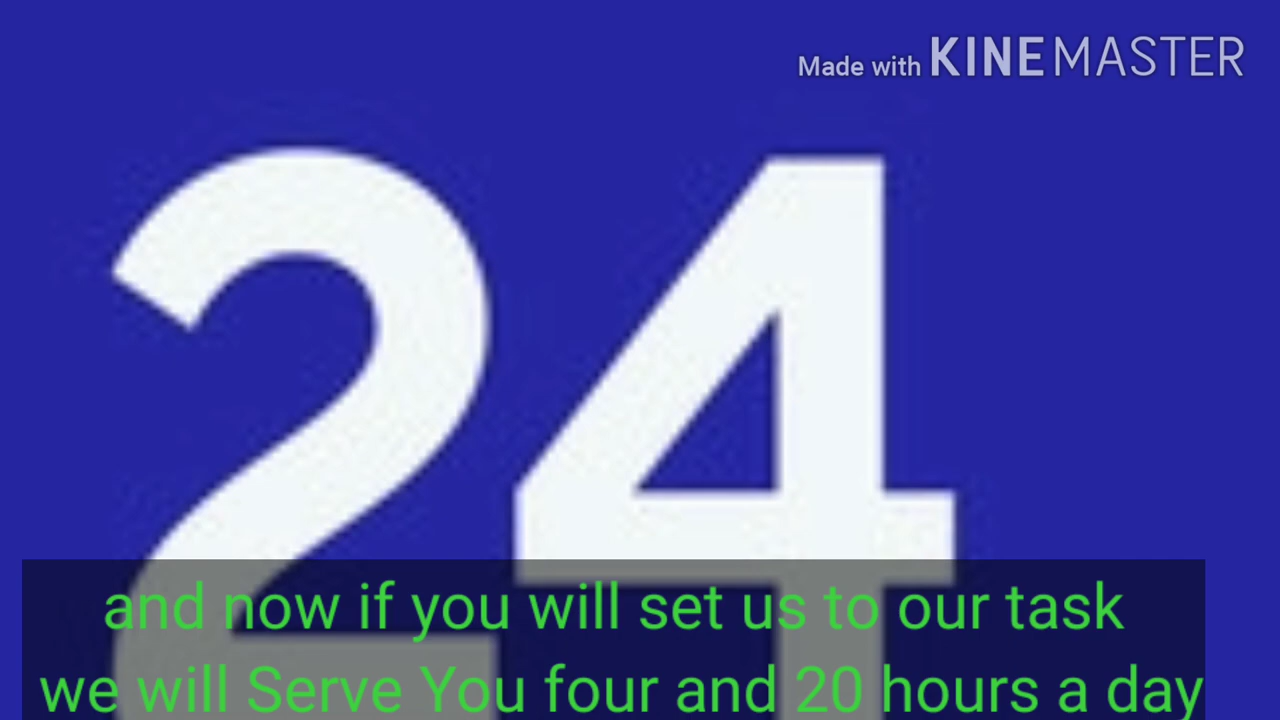 Made with KINEMASTER
24
and now if you will set us to our task
we will Serve You four and 20 hours a day